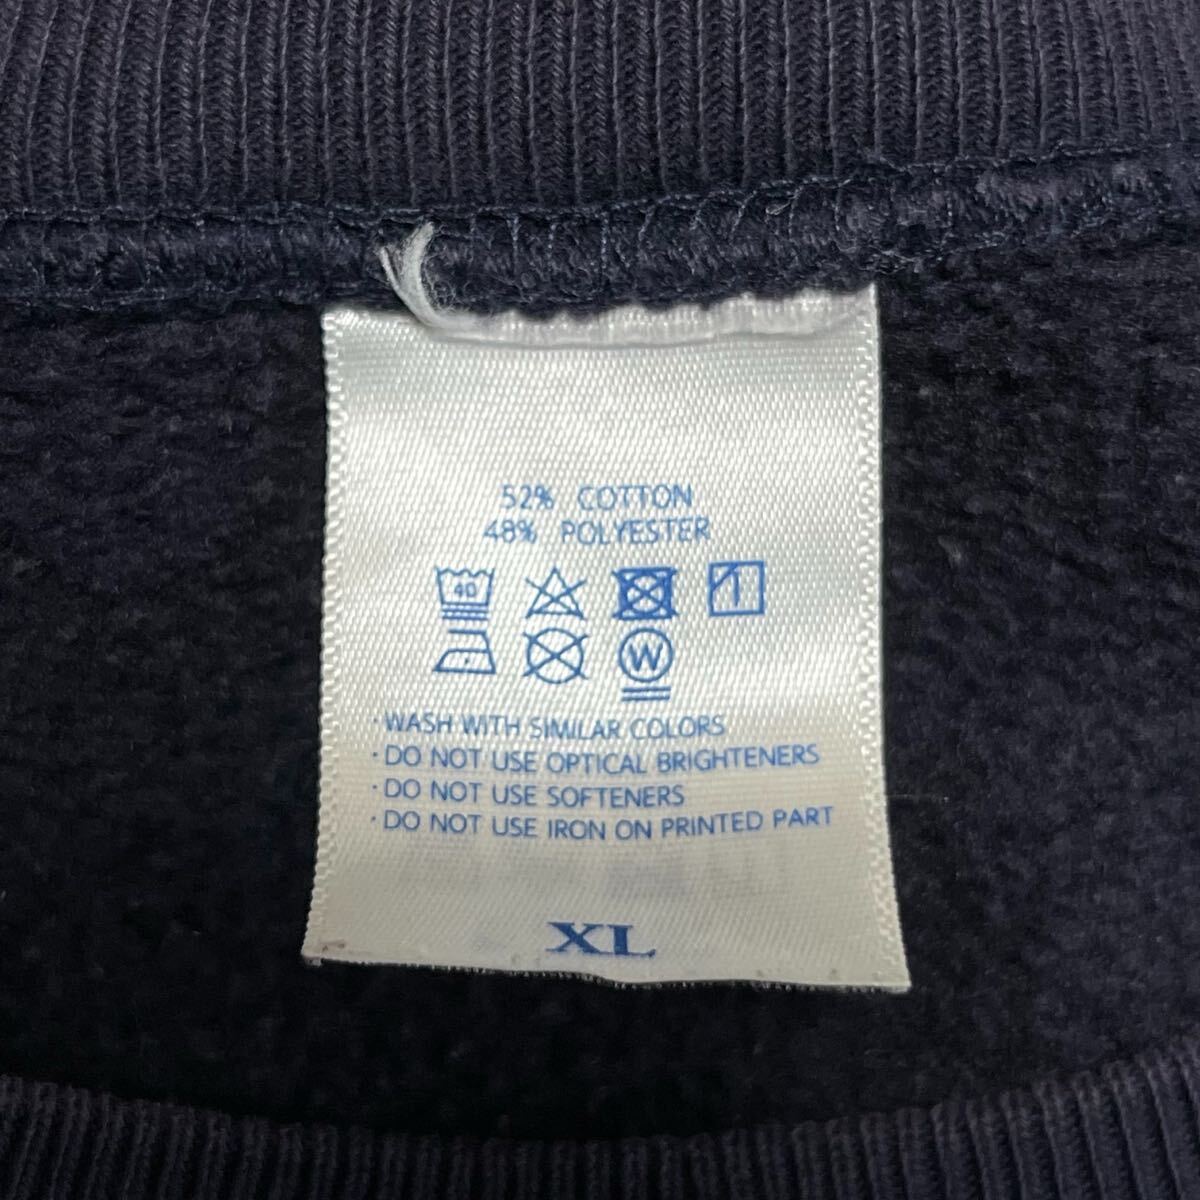 52% COTTON
48% POLYESTER
40
W
·WASH WITH SIMILAR COLORS
·DO NOT USE OPTICAL BRIGHTENERS
·DO NOT USE SOFTENERS
·DO NOT USE IRON ON PRINTED PART
XL